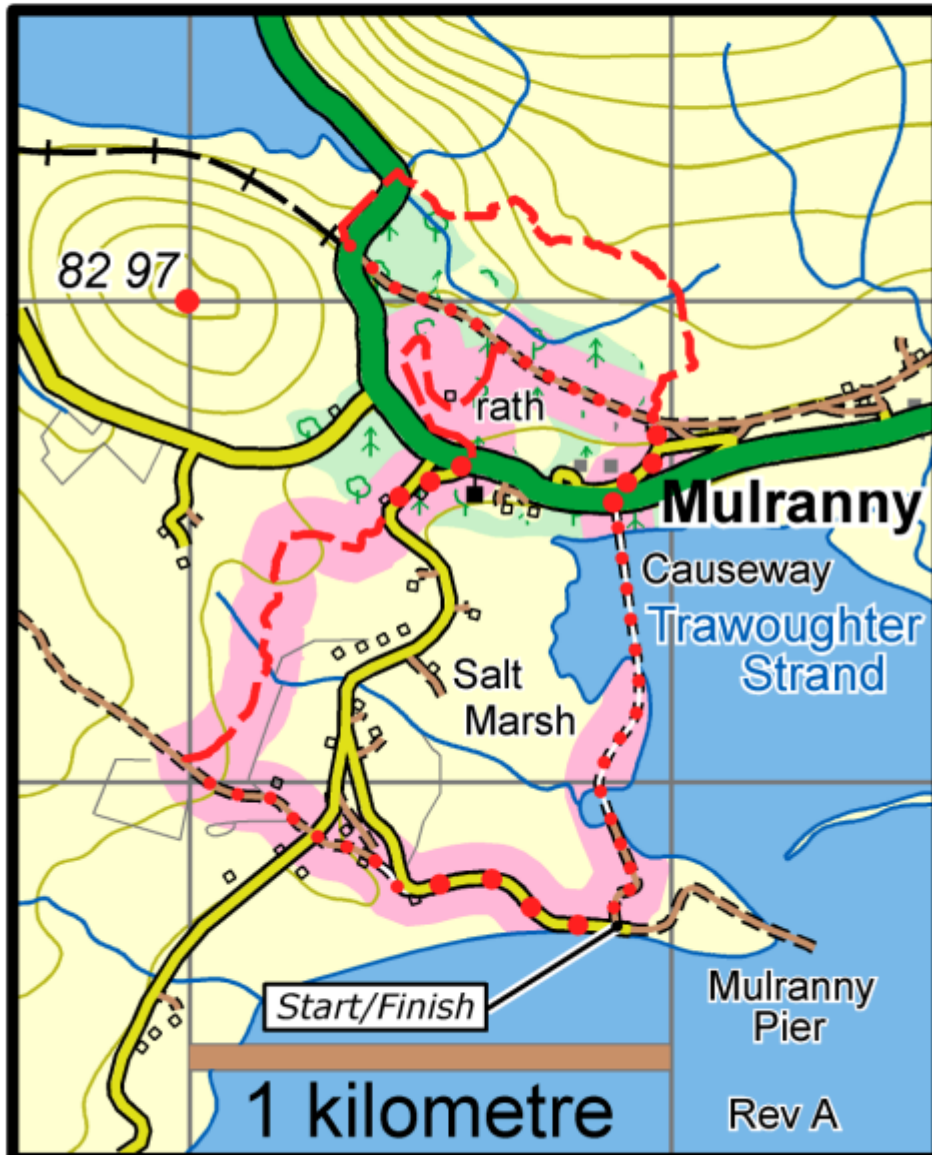 82 97
rath
Mulranny
Causeway
Trawoughter
Strand
Salt
Marsh
Start/Finish
Mulranny
Pier
1 kilometre
Rev A